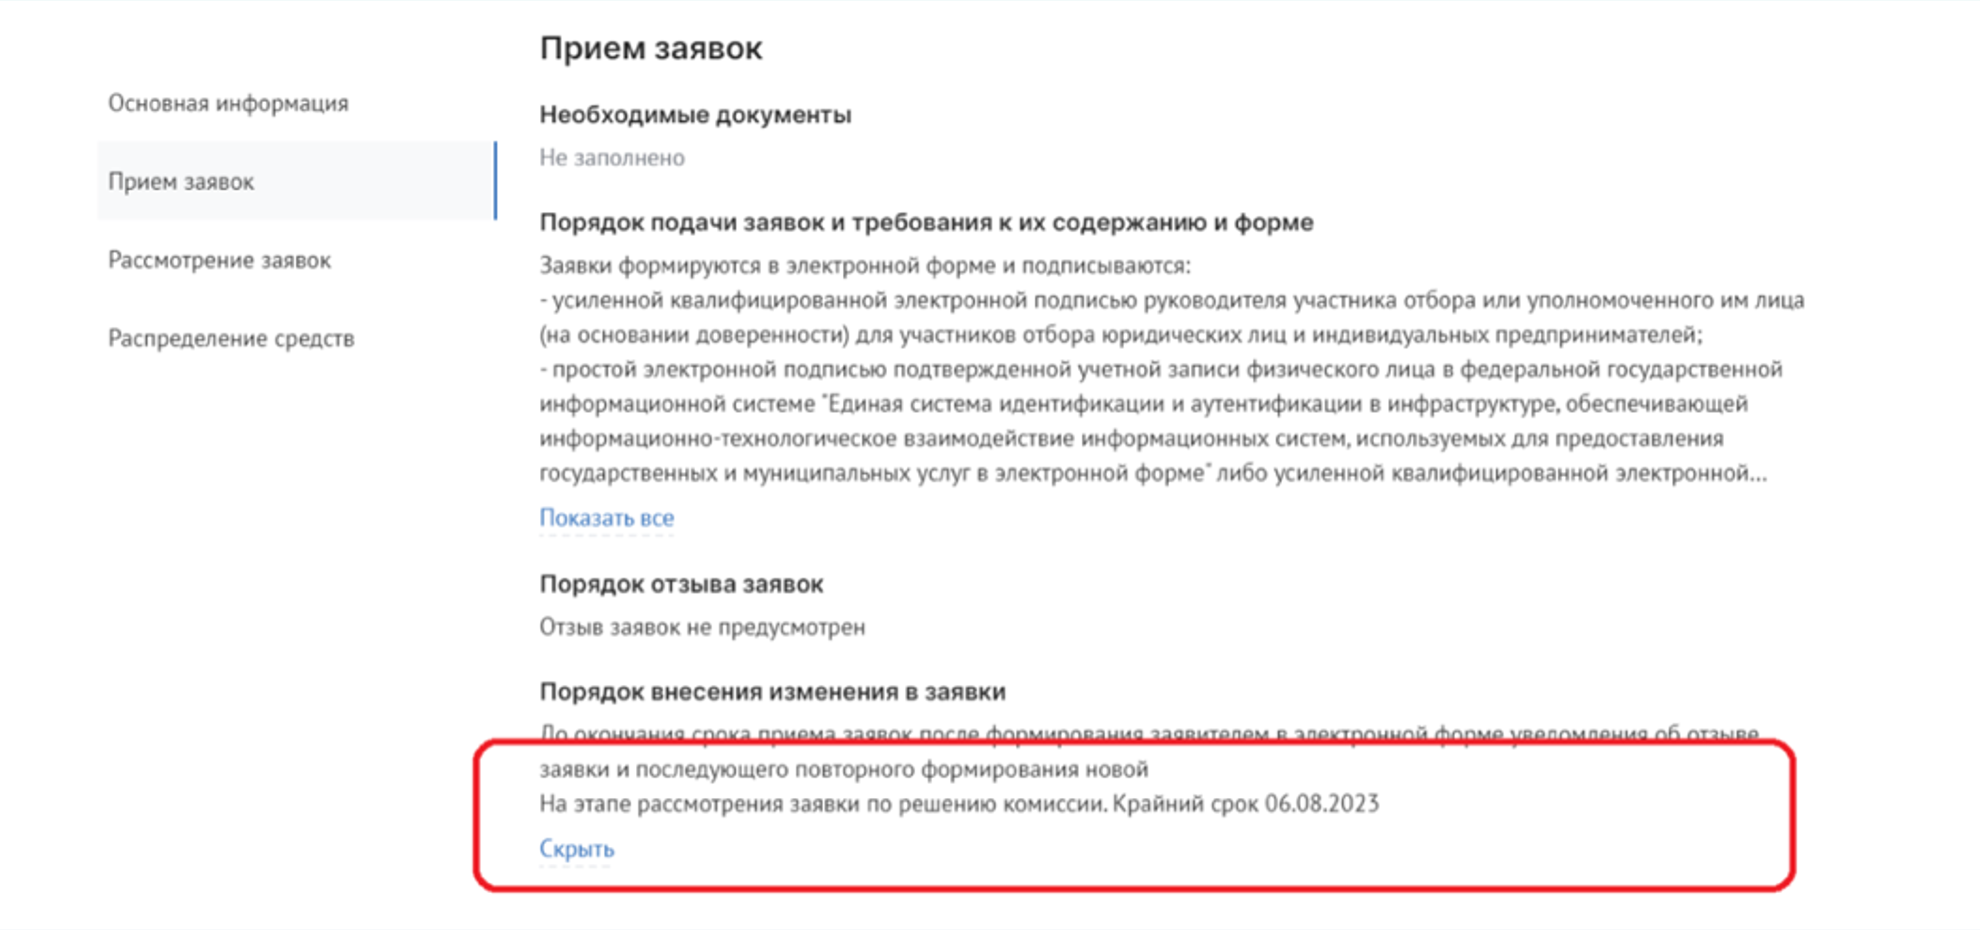 Прием заявок
Основная информация
Прием заявок
Рассмотрение заявок
Распределение средств
Необходимые документы
Не заполнено
Порядок подачи заявок и требования к их содержанию и форме
Заявки формируются в электронной форме и подписываются:
- усиленной квалифицированной электронной подписью руководителя участника отбора или уполномоченного им лица
(на основании доверенности) для участников отбора юридических лиц и индивидуальных предпринимателей;
- простой электронной подписью подтвержденной учетной записи физического лица в федеральной государственной
информационной системе "Единая система идентификации и аутентификации в инфраструктуре, обеспечивающей
информационно-технологическое взаимодействие информационных систем, используемых для предоставления
государственных и муниципальных услуг в электронной форме" либо усиленной квалифицированной электронной...
Показать все
Порядок отзыва заявок
Отзыв заявок не предусмотрен
Порядок внесения изменения в заявки
До окончания срока приема заявок после формирования заявителем в электронной форме уведомления об отзыве
заявки и последующего повторного формирования новой
На этапе рассмотрения заявки по решению комиссии. Крайний срок 06.08.2023
Скрыть